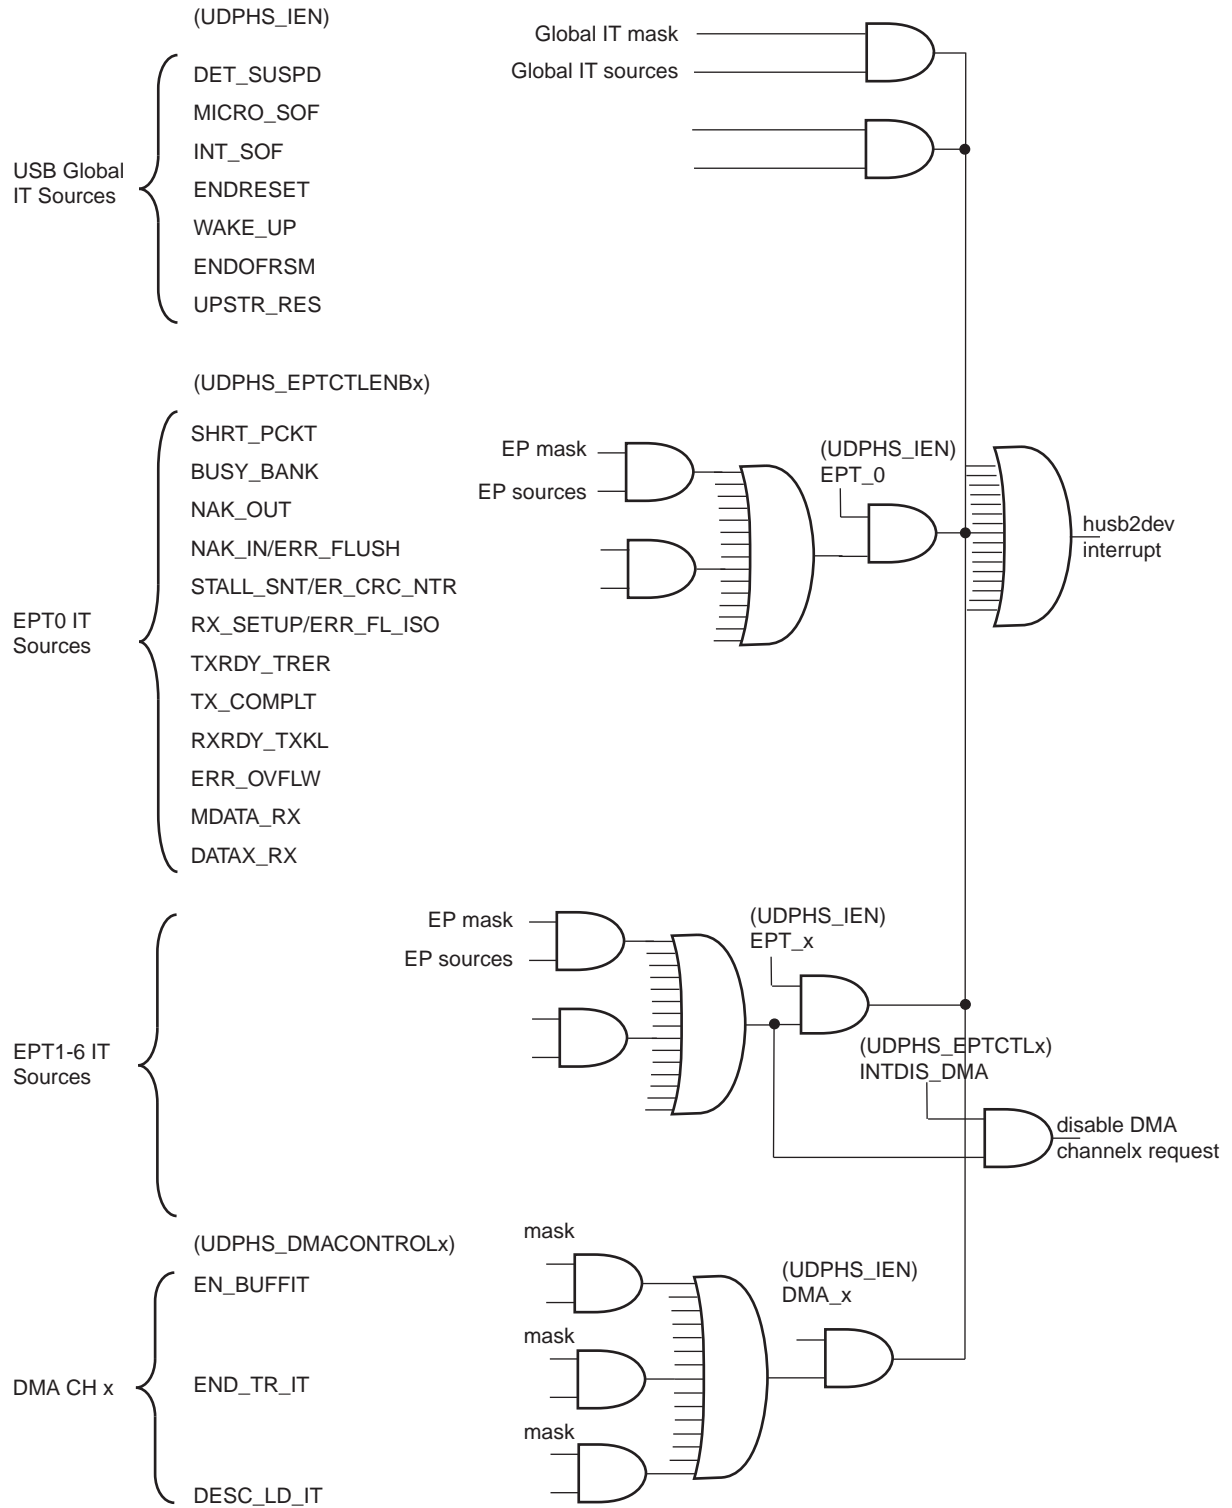 (UDPHS_IEN)
Global IT mask
Global IT sources
DET_SUSPD
MICRO_SOF
INT_SOF
ENDRESET
WAKE_UP
ENDOFRSM
UPSTR_RES
USB Global
IT Sources
(UDPHS_EPTCTLENBx)
SHRT_PCKT
BUSY_BANK
NAK_OUT
NAK_IN/ERR_FLUSH
STALL_SNT/ER_CRC_NTR
RX_SETUP/ERR_FL_ISO
TXRDY_TRER
TX_COMPLT
RXRDY_TXKL
ERR_OVFLW
MDATA_RX
DATAX_RX
EPT0 IT
Sources
EP mask
EP sources
(UDPHS_IEN)
EPT_0
husb2dev
interrupt
EP mask
EP sources
(UDPHS_IEN)
EPT_x
EPT1-6 IT
Sources
(UDPHS_EPTCTLx)
INTDIS_DMA
disable DMA
channelx request
(UDPHS_DMACONTROLx)
mask
EN_BUFFIT
(UDPHS_IEN)
DMA_x
mask
DMA CH x
END_TR_IT
mask
DESC_LD_IT